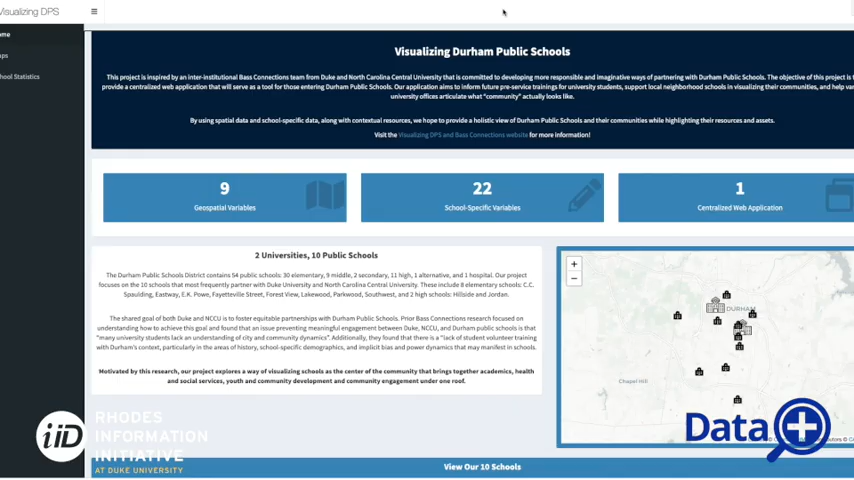 Visualizing DPS
Visualizing Durham Public Schools
This project is inspired by an inter-institutional Bass Connections team from Duke and North Carolina Central University that is committed to developing more responsible and imaginative ways of partnering with Durham Public Schools. The objective of this project is to
provide a centralized web application that will serve as a tool for those entering Durham Public Schools. Our application aims to inform future pre-service trainings for university students, support local neighborhood schools in visualizing their communities, and help
university offices articulate what "community" actually looks like.
By using spatial data and school-specific data, along with contextual resources, we hope to provide a holistic view of Durham Public Schools and their communities while highlighting their resources and assets.
Visit the Visualizing DPS and Bass Connections website for more information!
School Statistics
9
Geospatial Variables
22
School-Specific Variables
1
Centralized Web Application
2 Universities, 10 Public Schools
The Durham Public Schools District contains 54 public schools: 30 elementary, 9 middle, 2 secondary, 11 high, 1 alternative, and 1 hospital. Our project
focuses on the 10 schools that most frequently partner with Duke University and North Carolina Central University. These include 8 elementary schools: C.C.
Spaulding, Eastway, E.K. Powe, Fayetteville Street, Forest View, Lakewood, Parkwood, Southwest, and 2 high schools: Hillside and Jordan.
The shared goal of both Duke and NCCU is to foster equitable partnerships with Durham Public Schools. Prior Bass Connections research focused on
understanding how to achieve this goal and found that an issue preventing meaningful engagement between Duke, NCCU, and Durham public schools is that
"many university students lack an understanding of city and community dynamics". Additionally, they found that there is a "lack of student volunteer training
with Durham's context, particularly in the areas of history, school-specific demographics, and implicit bias and power dynamics that may manifest in schools.
Motivated by this research, our project explores a way of visualizing schools as the center of the community that brings together academics, health
and social services, youth and community development and community engagement under one roof.
+
−
DURHAM
Chapel Hill
iiD
RHODES
INFORMATION
INITIATIVE
AT DUKE UNIVERSITY
Data+
View Our 10 Schools